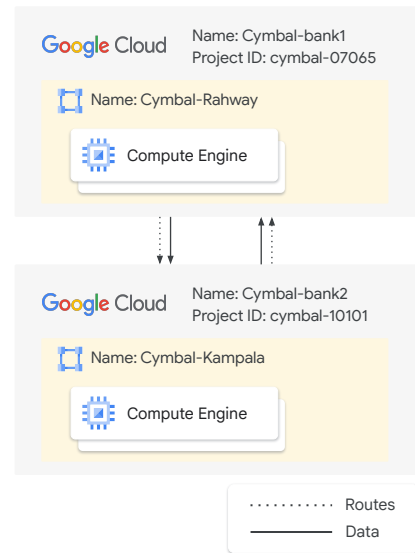 Google Cloud
Name: Cymbal-bank1
Project ID: cymbal-07065
Name: Cymbal-Rahway
Compute Engine
Google Cloud
Name: Cymbal-bank2
Project ID: cymbal-10101
Name: Cymbal-Kampala
Compute Engine
Routes
Data